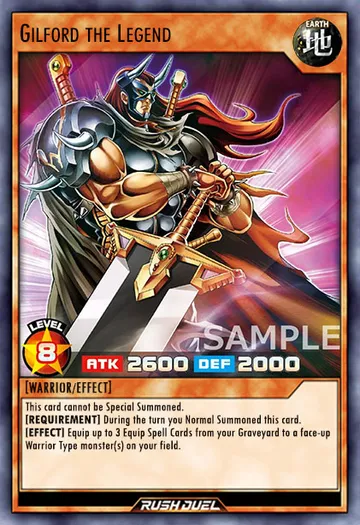 GILFORD THE LEGEND
EARTH
地
SAMPLE
LEVEL
8
ATK 2600 DEF 2000
[WARRIOR/EFFECT]
This card cannot be Special Summoned.
[REQUIREMENT] During the turn you Normal Summoned this card.
[EFFECT] Equip up to 3 Equip Spell Cards from your Graveyard to a face-up
Warrior Type monster(s) on your field.
RUSH DUEL